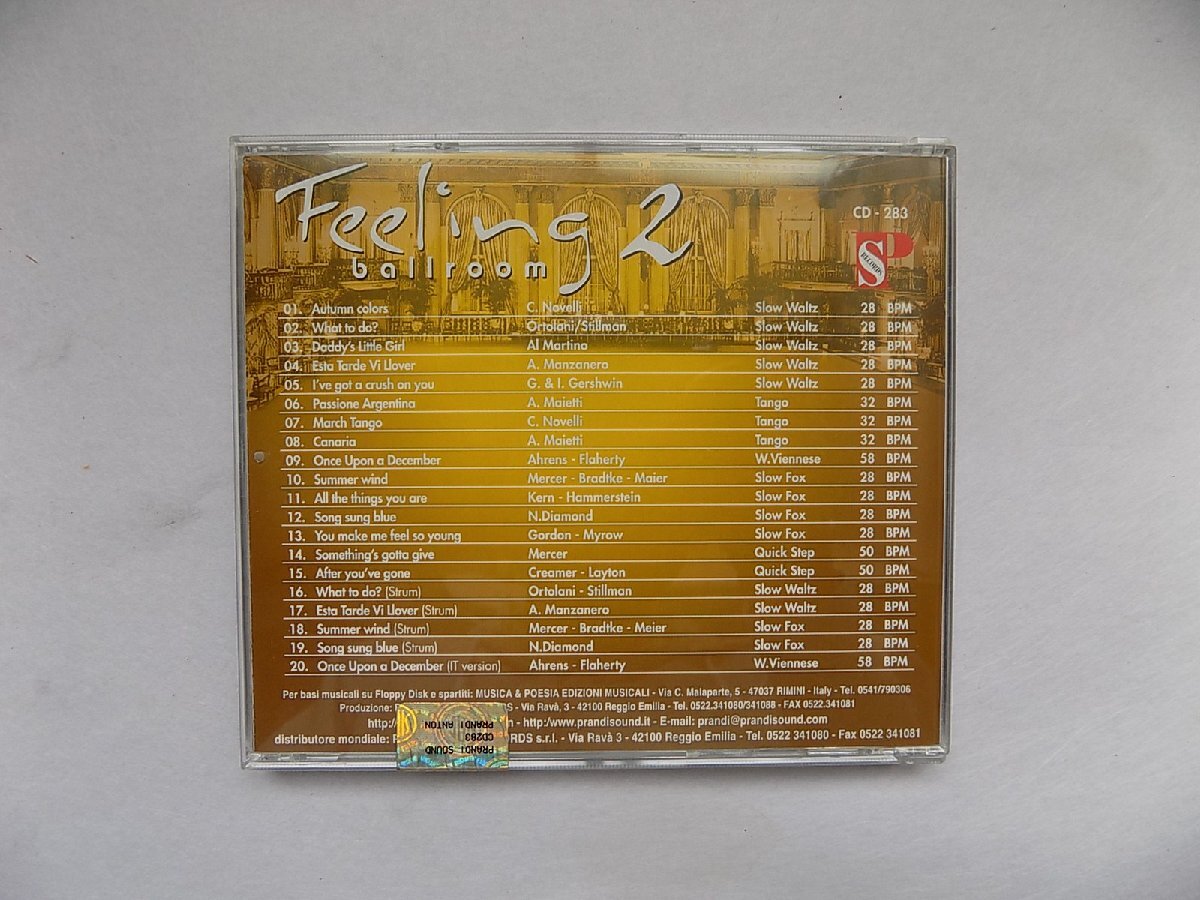 Feeling 2
ballroom
CD - 283
SP
RECORDS
01. Autumn colors C. Novelli Slow Waltz 28 BPM
02. What to do? Ortolani/Stillman Slow Waltz 28 BPM
03. Daddy's Little Girl Al Martino Slow Waltz 28 BPM
04. Esta Tarde Vi Llover A. Manzanero Slow Waltz 28 BPM
05. I've got a crush on you G. & I. Gershwin Slow Waltz 28 BPM
06. Passione Argentina A. Maietti Tango 32 BPM
07. March Tango C. Novelli Tango 32 BPM
08. Canaria A. Maietti Tango 32 BPM
09. Once Upon a December Ahrens - Flaherty W.Viennese 58 BPM
10. Summer wind Mercer - Bradtke - Maier Slow Fox 28 BPM
11. All the things you are Kern - Hammerstein Slow Fox 28 BPM
12. Song sung blue N.Diamond Slow Fox 28 BPM
13. You make me feel so young Gordon - Myrow Slow Fox 28 BPM
14. Something's gotta give Mercer Quick Step 50 BPM
15. After you've gone Creamer - Layton Quick Step 50 BPM
16. What to do? (Strum) Ortolani - Stillman Slow Waltz 28 BPM
17. Esta Tarde Vi Llover (Strum) A. Manzanero Slow Waltz 28 BPM
18. Summer wind (Strum) Mercer - Bradtke - Meier Slow Fox 28 BPM
19. Song sung blue (Strum) N.Diamond Slow Fox 28 BPM
20. Once Upon a December (IT version) Ahrens - Flaherty W.Viennese 58 BPM
Per basi musicali su Floppy Disk e spartiti: MUSICA & POESIA EDIZIONI MUSICALI - Via C. Malaparte, 5 - 47037 RIMINI - Italy - Tel. 0541/790306
Produzione: DS - Via Ravà, 3 - 42100 Reggio Emilia - Tel. 0522.341080/341088 - FAX 0522.341081
http:/ n - http:/www.prandisound.it - E-mail: prandi@prandisound.com
distributore mondiale: RDS s.r.l. - Via Ravà 3 - 42100 Reggio Emilia - Tel. 0522 341080 - Fax 0522 341081
PRANDI SOUND
CD283
PRANDI ANTON